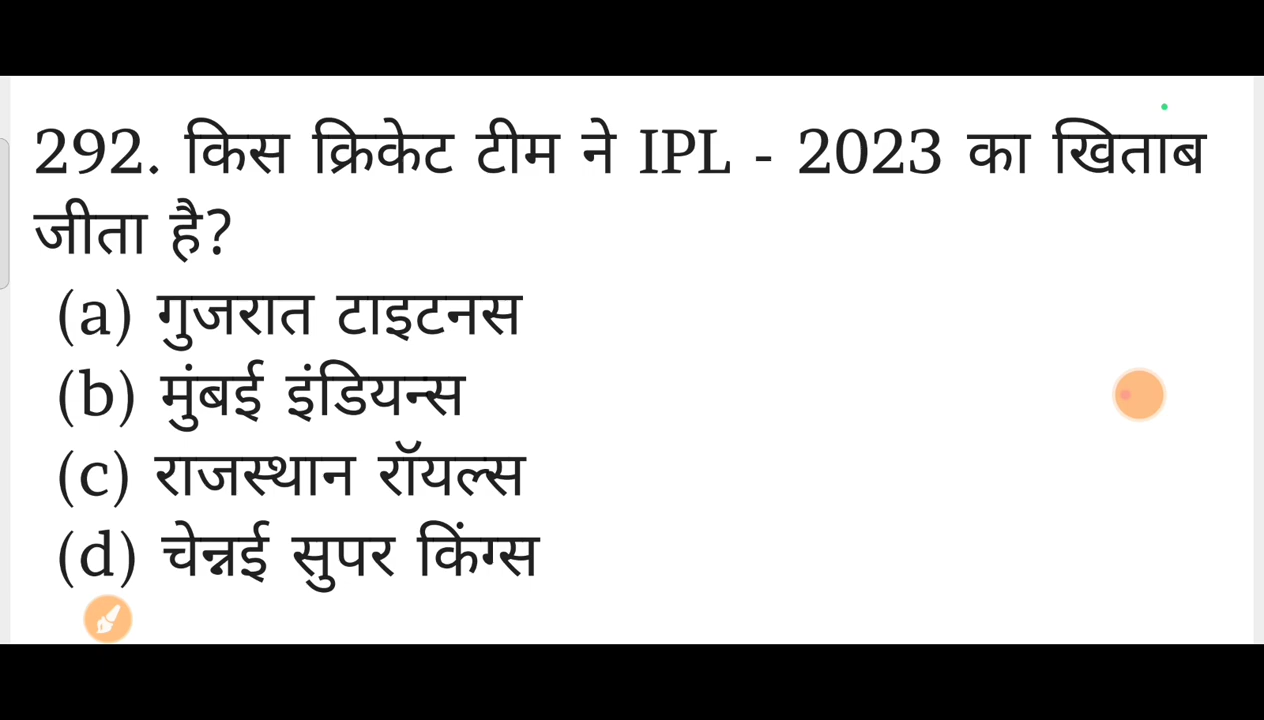 292. किस क्रिकेट टीम ने IPL - 2023 का खिताब
जीता है?
(a) गुजरात टाइटनस
(b) मुंबई इंडियन्स
(c) राजस्थान रॉयल्स
(d) चेन्नई सुपर किंग्स